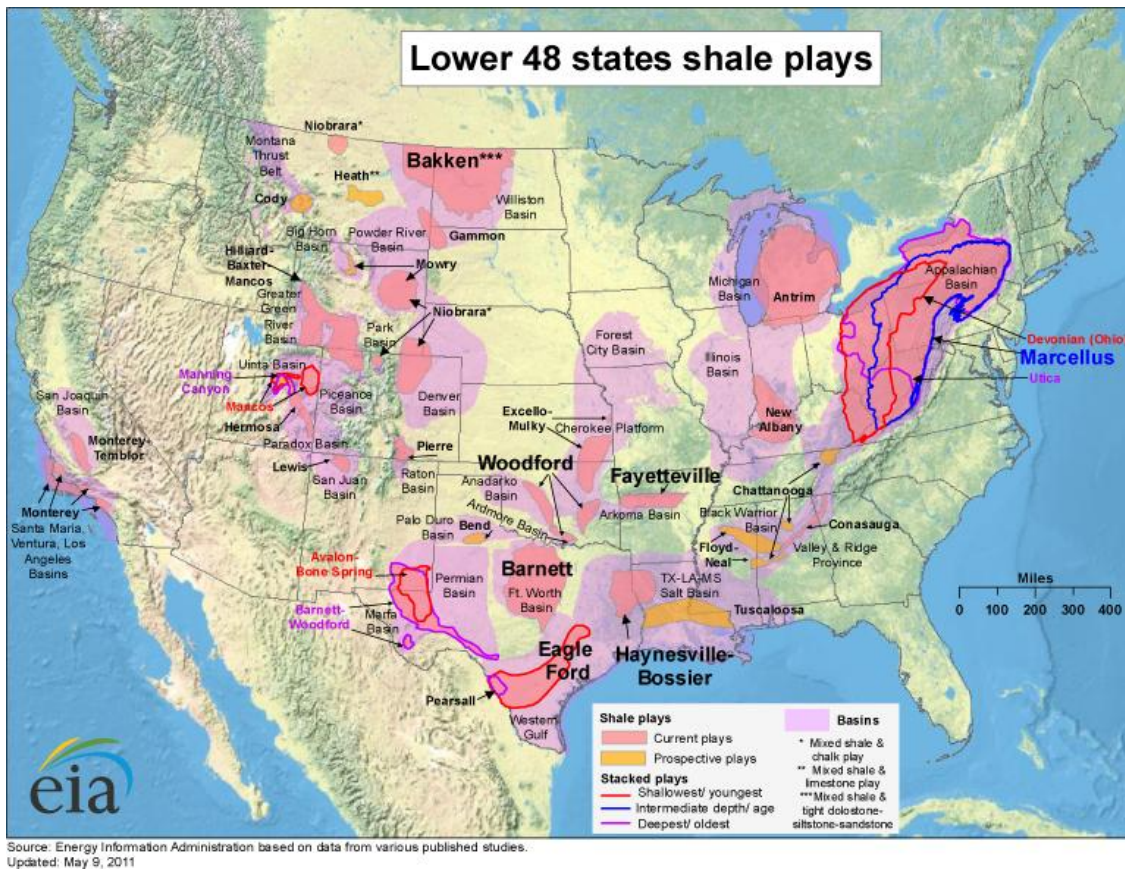 Lower 48 states shale plays
Niobrara*
Montana
Thrust
Belt
Bakken***
Heath**
Cody
Williston
Basin
Big Horn
Basin
Powder River
Basin
Gammon
Hilliard-
Baxter-
Mancos
Mowry
Greater
Green
River
Basin
Park
Basin
Niobrara*
Michigan
Basin
Antrim
Appalachian
Basin
Devonian (Ohio)
Marcellus
Utica
Forest
City Basin
Illinois
Basin
Uinta Basin
Manning
Canyon
Mancos
Piceance
Basin
Denver
Basin
Hermosa
San Joaquin
Basin
Monterey-
Temblor
Paradox Basin
Pierre
Lewis
San Juan
Basin
Raton
Basin
Excello-
Mulky
Cherokee Platform
New
Albany
Woodford
Anadarko
Basin
Fayetteville
Arkoma Basin
Chattanooga
Black Warrior
Basin
Conasauga
Monterey
Santa Maria,
Ventura, Los
Angeles
Basins
Palo Duro
Basin
Bend
Ardmore Basin
Floyd-
Neal
Valley & Ridge
Province
Avalon-
Bone Spring
Permian
Basin
Barnett
Ft. Worth
Basin
TX-LA-MS
Salt Basin
Tuscaloosa
Barnett-
Woodford
Marfa
Basin
Eagle
Ford
Haynesville-
Bossier
Pearsall
Western
Gulf
Miles
0 100 200 300 400
Shale plays
Current plays
Prospective plays
Stacked plays
Shallowest/ youngest
Intermediate depth/ age
Deepest/ oldest
Basins
* Mixed shale &
chalk play
** Mixed shale &
limestone play
***Mixed shale &
tight dolostone-
siltstone-sandstone
eia
Source: Energy Information Administration based on data from various published studies.
Updated: May 9, 2011